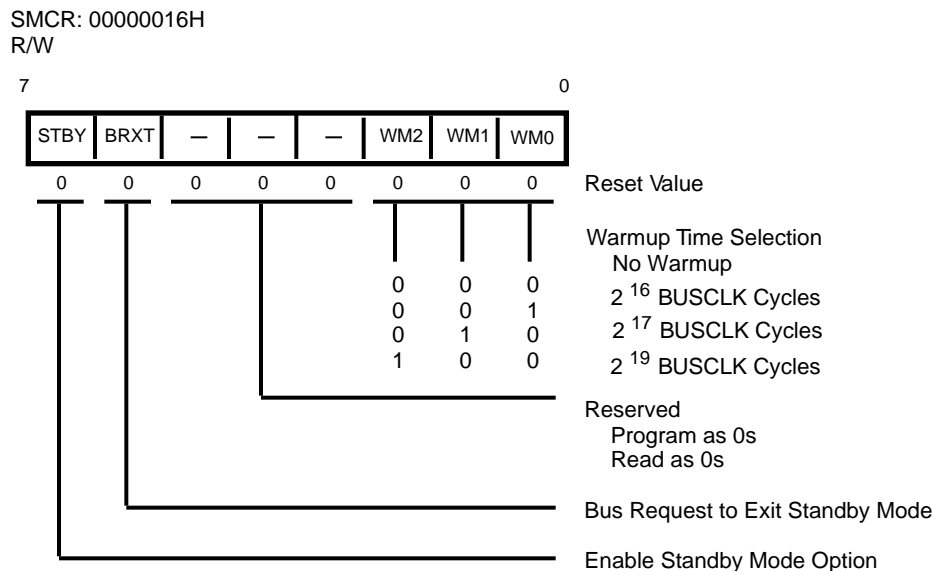 SMCR: 00000016H
R/W
7 0
STBY BRXT — — — WM2 WM1 WM0
0 0 0 0 0 0 0 0 Reset Value
Warmup Time Selection
No Warmup
0 0 0
2 16 BUSCLK Cycles
0 0 1
2 17 BUSCLK Cycles
0 1 0
2 19 BUSCLK Cycles
1 0 0
Reserved
Program as 0s
Read as 0s
Bus Request to Exit Standby Mode
Enable Standby Mode Option